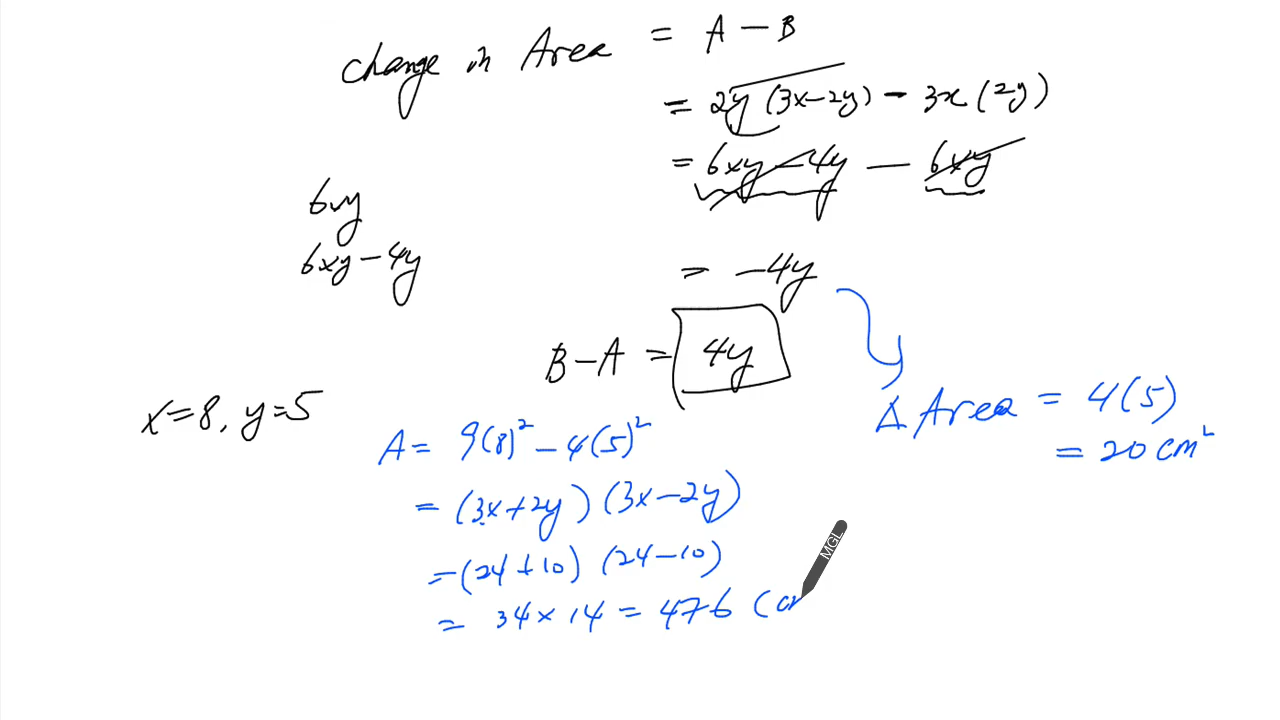 change in Area = A - B
= 2y (3x-2y) - 3x (2y)
= 6xy - 4y - 6xy
6xy
6xy - 4y
= -4y
B - A = 4y
x=8, y=5
Δ Area = 4(5)
= 20 cm²
A = 9(8)² - 4(5)²
= (3x+2y) (3x-2y)
= (24+10) (24-10)
= 34 × 14 = 476 (cm
MGL